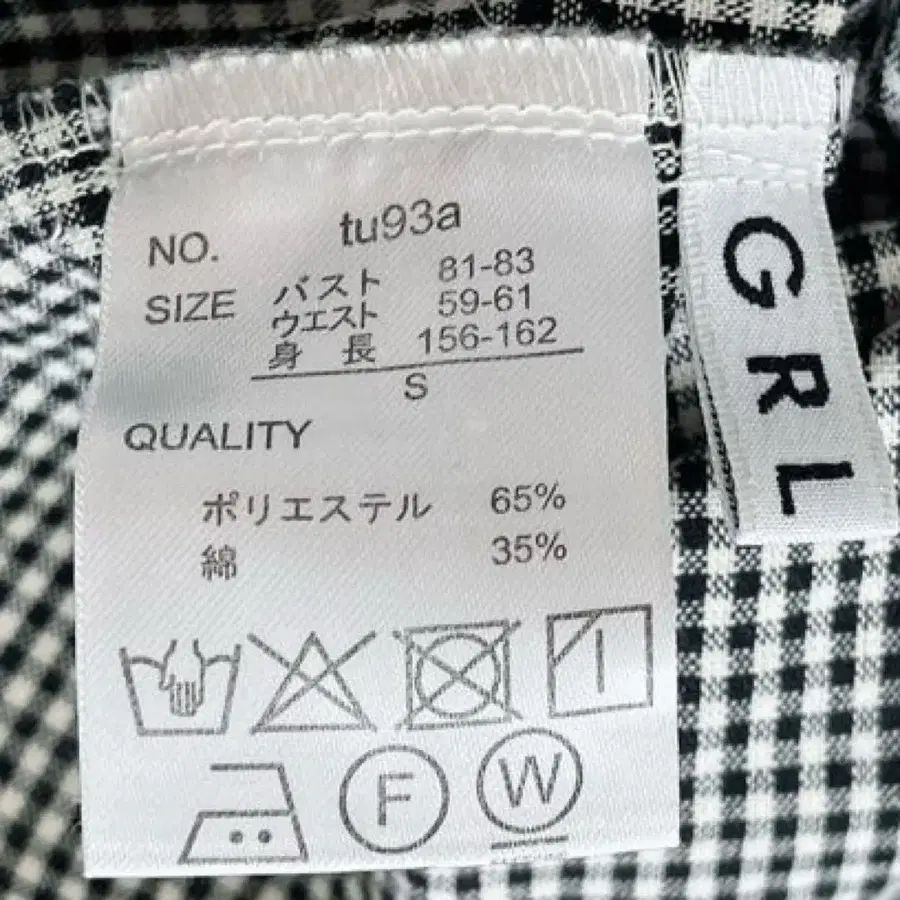 NO. tu93a
SIZE バスト 81-83
ウエスト 59-61
身長 156-162
S
QUALITY
ポリエステル 65%
綿 35%
F W
GRL